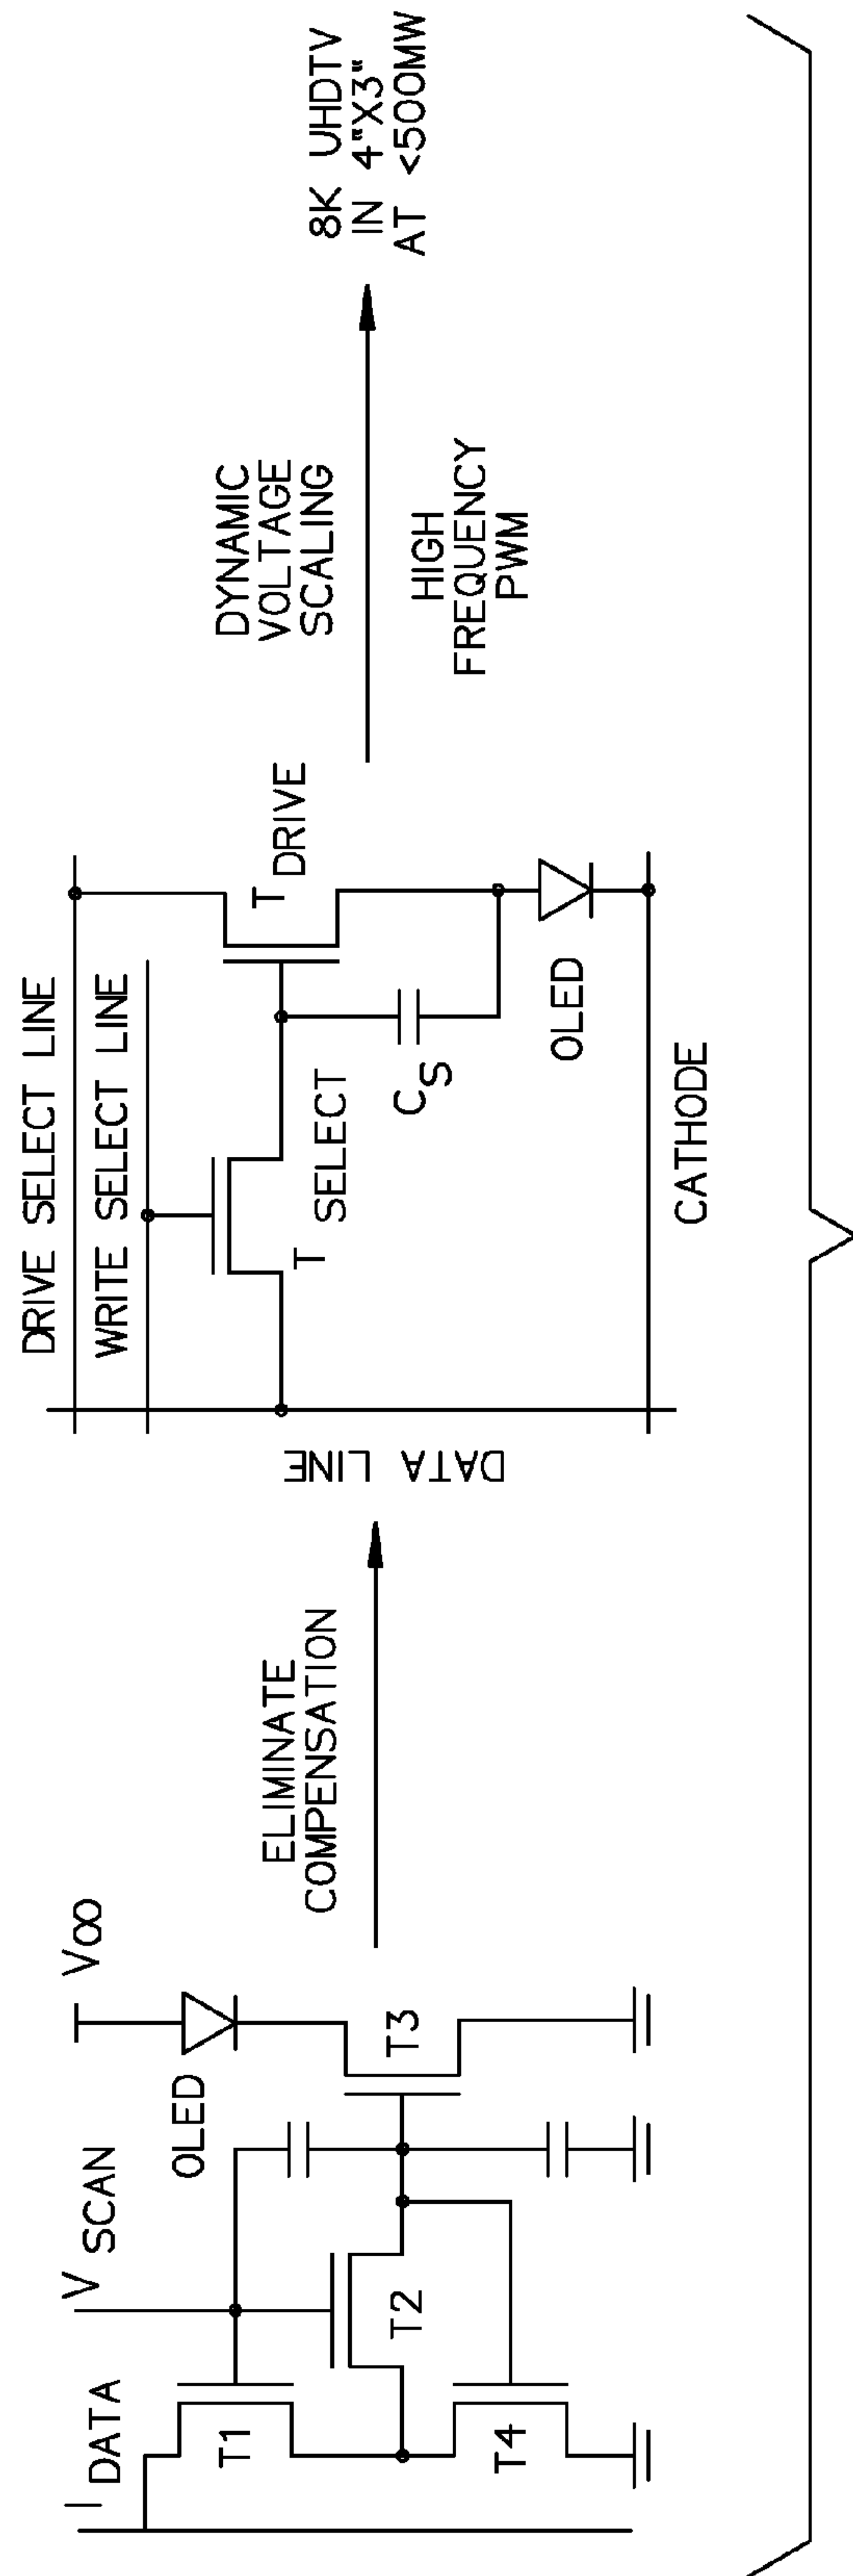 I DATA
V SCAN
OLED
VDD
T1
T2
T3
T4
ELIMINATE
COMPENSATION
DRIVE SELECT LINE
WRITE SELECT LINE
DATA LINE
T SELECT
T DRIVE
CS
OLED
CATHODE
DYNAMIC
VOLTAGE
SCALING
HIGH
FREQUENCY
PWM
8K UHDTV
IN 4"X3"
AT <500MW